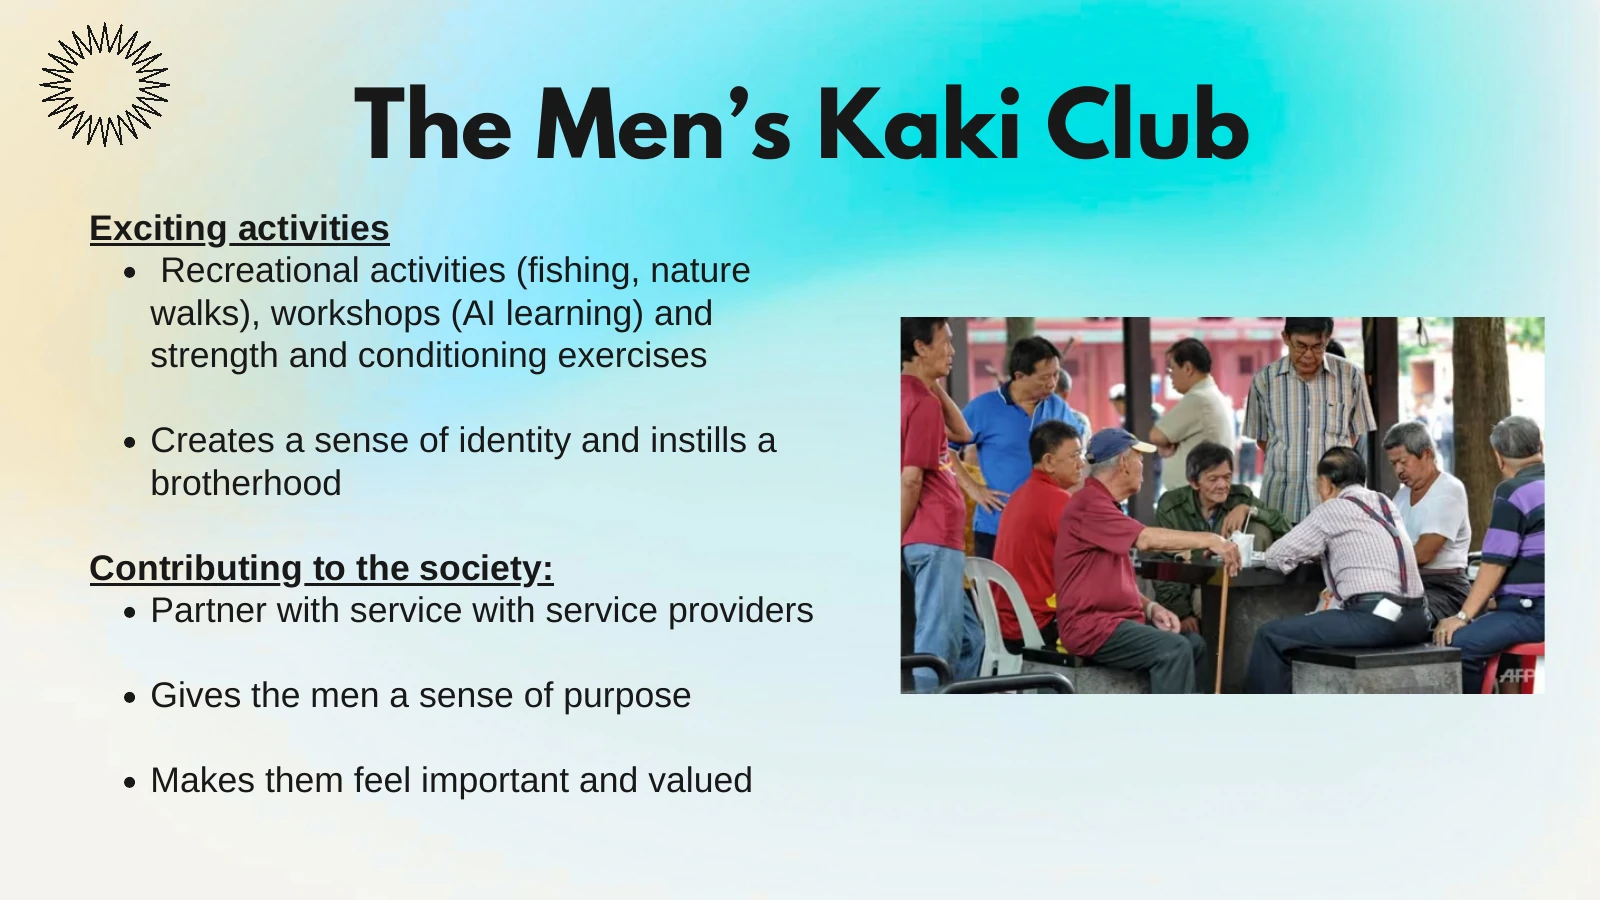 The Men’s Kaki Club
Exciting activities
• Recreational activities (fishing, nature
walks), workshops (AI learning) and
strength and conditioning exercises
• Creates a sense of identity and instills a
brotherhood
Contributing to the society:
• Partner with service with service providers
• Gives the men a sense of purpose
• Makes them feel important and valued
AFP